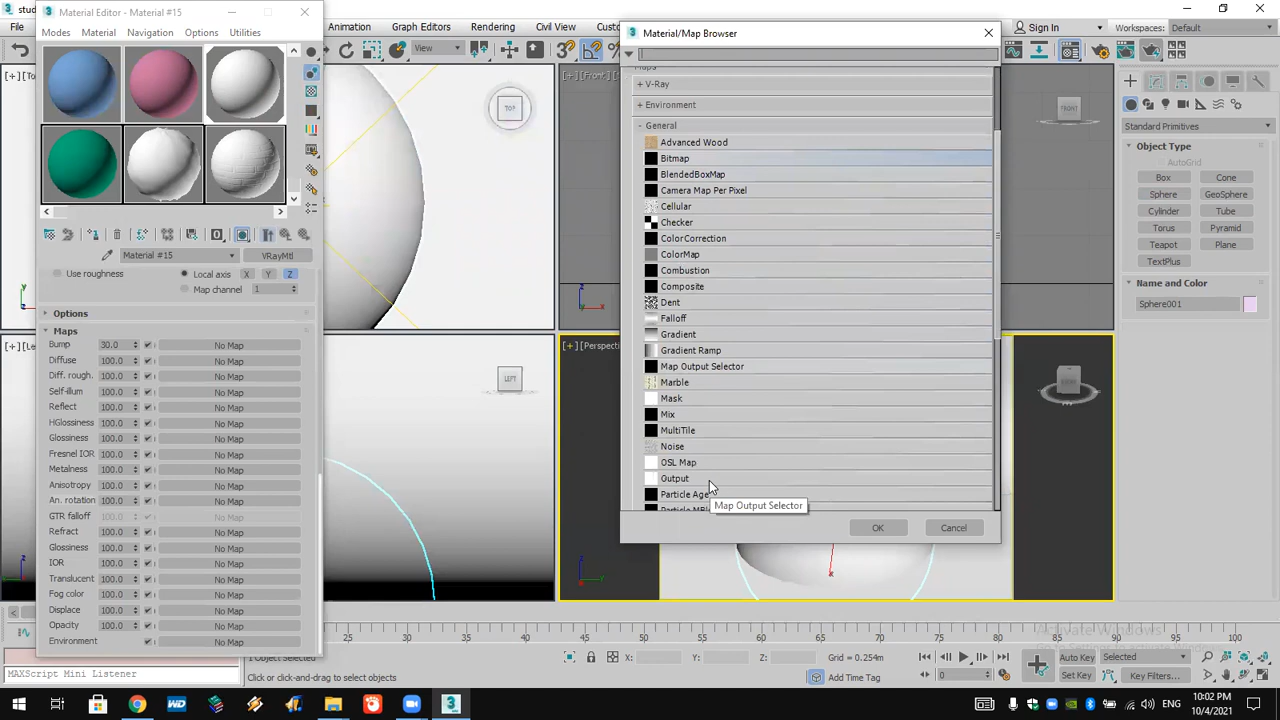 stud
Material Editor - Material #15
Modes Material Navigation Options Utilities
File
Animation Graph Editors Rendering Civil View
Sign In Workspaces: Default
View
Material/Map Browser
Maps
+ V-Ray
+ Environment
- General
Advanced Wood
Bitmap
BlendedBoxMap
Camera Map Per Pixel
Cellular
Checker
ColorCorrection
ColorMap
Combustion
Composite
Dent
Falloff
Gradient
Gradient Ramp
Map Output Selector
Marble
Mask
Mix
MultiTile
Noise
OSL Map
Output
Particle Age
Map Output Selector
OK Cancel
Material #15 VRayMtl
Use roughness Local axis X Y Z
Map channel 1
Options
Maps
Bump 30.0 No Map
Diffuse 100.0 No Map
Diff. rough. 100.0 No Map
Self-illum 100.0 No Map
Reflect 100.0 No Map
HGlossiness 100.0 No Map
Glossiness 100.0 No Map
Fresnel IOR 100.0 No Map
Metalness 100.0 No Map
Anisotropy 100.0 No Map
An. rotation 100.0 No Map
GTR falloff 100.0 No Map
Refract 100.0 No Map
Glossiness 100.0 No Map
IOR 100.0 No Map
Translucent 100.0 No Map
Fog color 100.0 No Map
Displace 100.0 No Map
Opacity 100.0 No Map
Environment No Map
TOP
FRONT
LEFT
Standard Primitives
Object Type
AutoGrid
Box Cone
Sphere GeoSphere
Cylinder Tube
Torus Pyramid
Teapot Plane
TextPlus
Name and Color
Sphere001
25 30 35 40 45 50 55 60 65 70 75 80 85 90 95 100
Activate Windows
1 Object Selected
MAXScript Mini Listener
Click or click-and-drag to select objects
X: Y: Z: Grid = 0.254m
Add Time Tag
0
Auto Key Selected
Set Key Key Filters...
WD
ENG
10:02 PM
10/4/2021